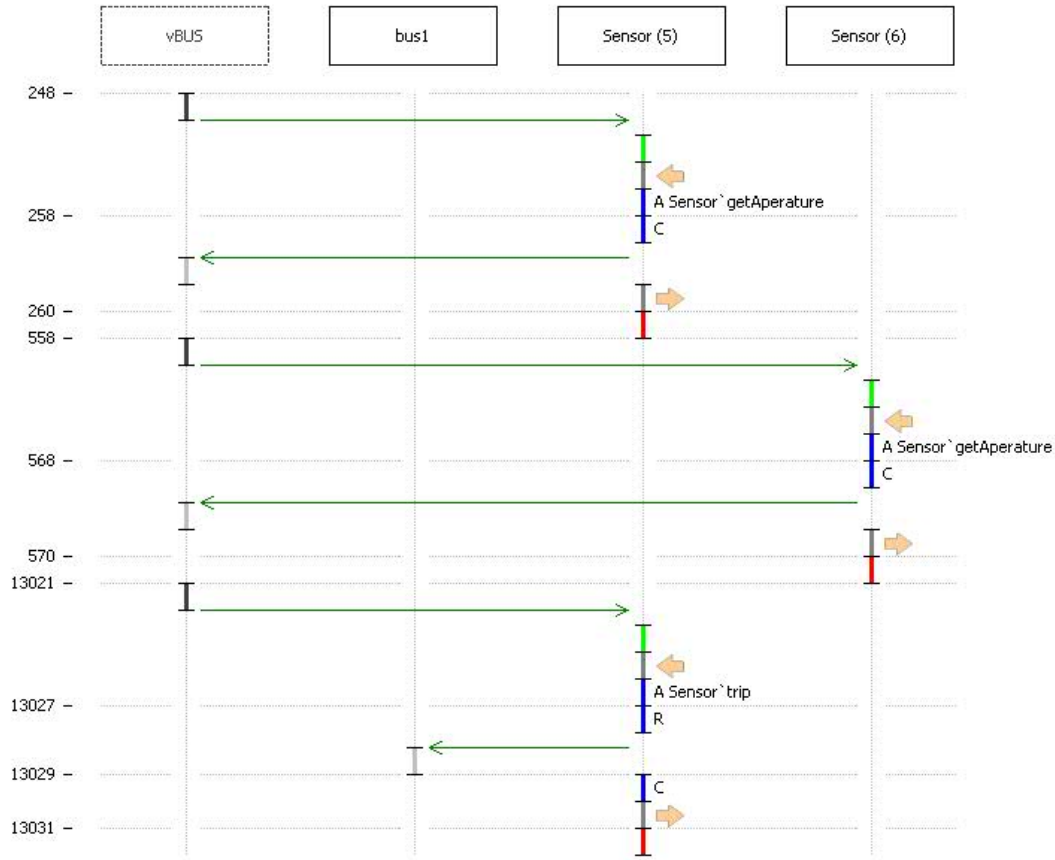 vBUS bus1 Sensor (5) Sensor (6)
248 –
A Sensor`getAperature
258 –
C
260 –
558 –
A Sensor`getAperature
568 –
C
570 –
13021 –
A Sensor`trip
13027 –
R
13029 –
C
13031 –